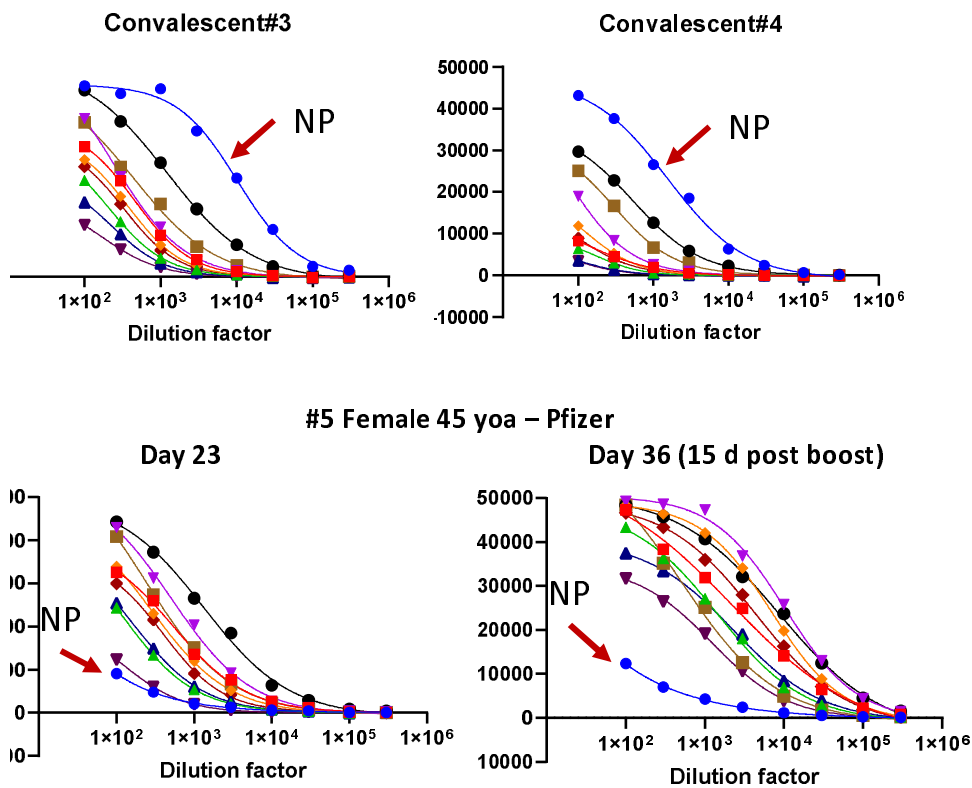 Convalescent#3
NP
1×10² 1×10³ 1×10⁴ 1×10⁵ 1×10⁶
Dilution factor
Convalescent#4
50000
40000
NP
30000
20000
10000
0
-10000
1×10² 1×10³ 1×10⁴ 1×10⁵ 1×10⁶
Dilution factor
#5 Female 45 yoa – Pfizer
Day 23
NP
0
1×10² 1×10³ 1×10⁴ 1×10⁵ 1×10⁶
Dilution factor
Day 36 (15 d post boost)
50000
40000
30000
NP
20000
10000
0
10000
1×10² 1×10³ 1×10⁴ 1×10⁵ 1×10⁶
Dilution factor